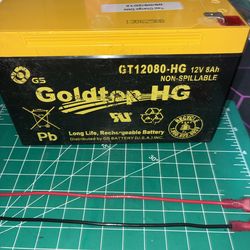 GS
GT12080-HG 12V 8Ah
NON-SPILLABLE
Goldtop HG
Pb
Long Life, Rechargeable Battery
Distributed by GS BATTERY (U.S.A.) INC.